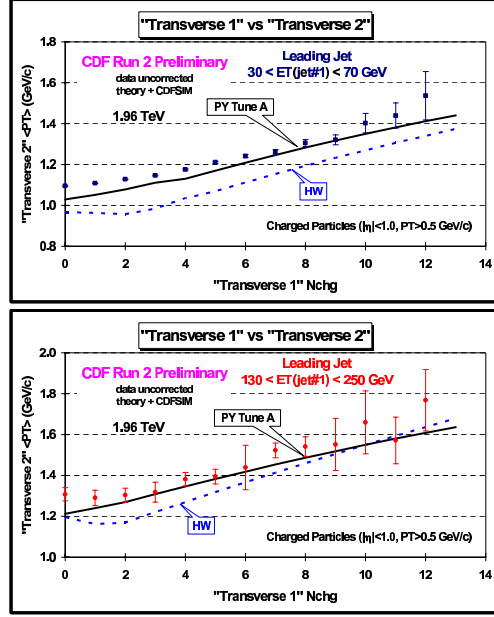 "Transverse 1" vs "Transverse 2"
CDF Run 2 Preliminary
data uncorrected
theory + CDFSIM
1.96 TeV
Leading Jet
30 < ET(jet#1) < 70 GeV
PY Tune A
HW
Charged Particles (|η|<1.0, PT>0.5 GeV/c)
"Transverse 2" <PT> (GeV/c)
1.8
1.6
1.4
1.2
1.0
0.8
0 2 4 6 8 10 12 14
"Transverse 1" Nchg
"Transverse 1" vs "Transverse 2"
CDF Run 2 Preliminary
data uncorrected
theory + CDFSIM
1.96 TeV
Leading Jet
130 < ET(jet#1) < 250 GeV
PY Tune A
HW
Charged Particles (|η|<1.0, PT>0.5 GeV/c)
"Transverse 2" <PT> (GeV/c)
2.0
1.8
1.6
1.4
1.2
1.0
0 2 4 6 8 10 12 14
"Transverse 1" Nchg